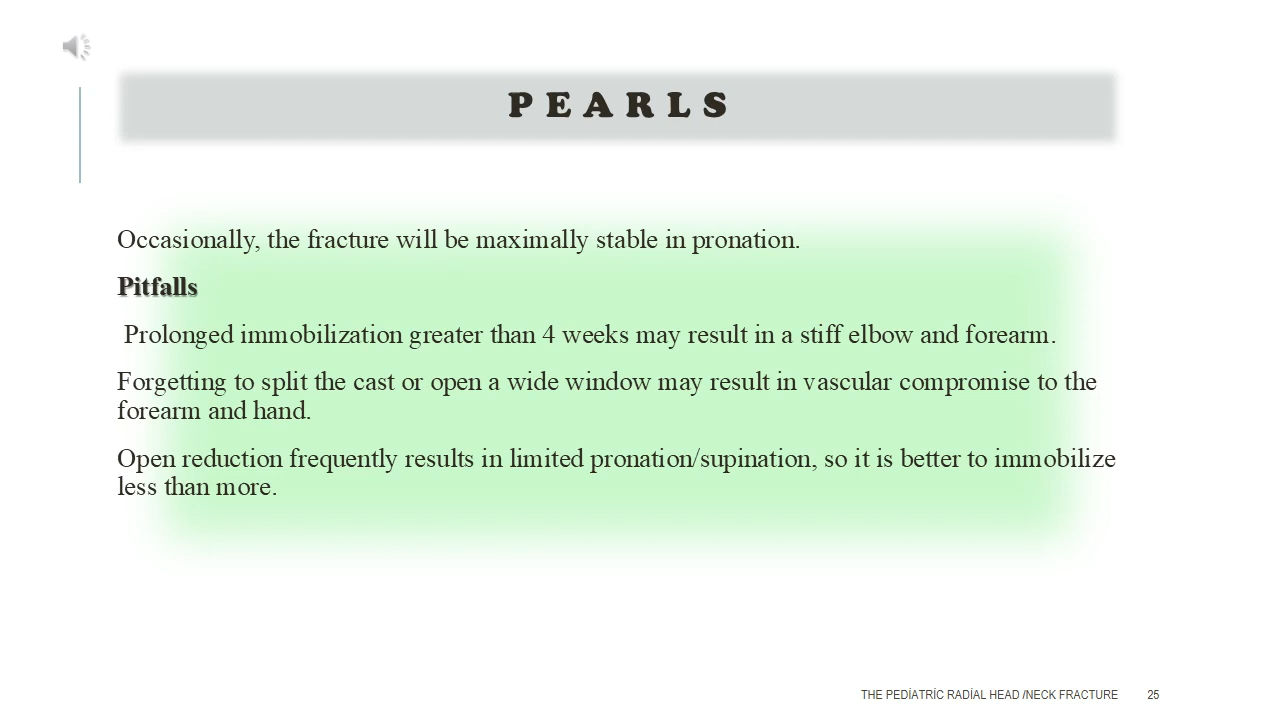 PEARLS
Occasionally, the fracture will be maximally stable in pronation.
Pitfalls
Prolonged immobilization greater than 4 weeks may result in a stiff elbow and forearm.
Forgetting to split the cast or open a wide window may result in vascular compromise to the
forearm and hand.
Open reduction frequently results in limited pronation/supination, so it is better to immobilize
less than more.
THE PEDİATRİC RADİAL HEAD /NECK FRACTURE 25